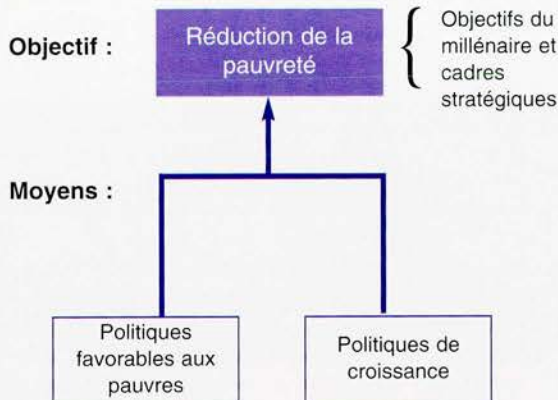 Objectif :
Réduction de la
pauvreté
Objectifs du
millénaire et
cadres
stratégiques
Moyens :
Politiques
favorables aux
pauvres
Politiques de
croissance